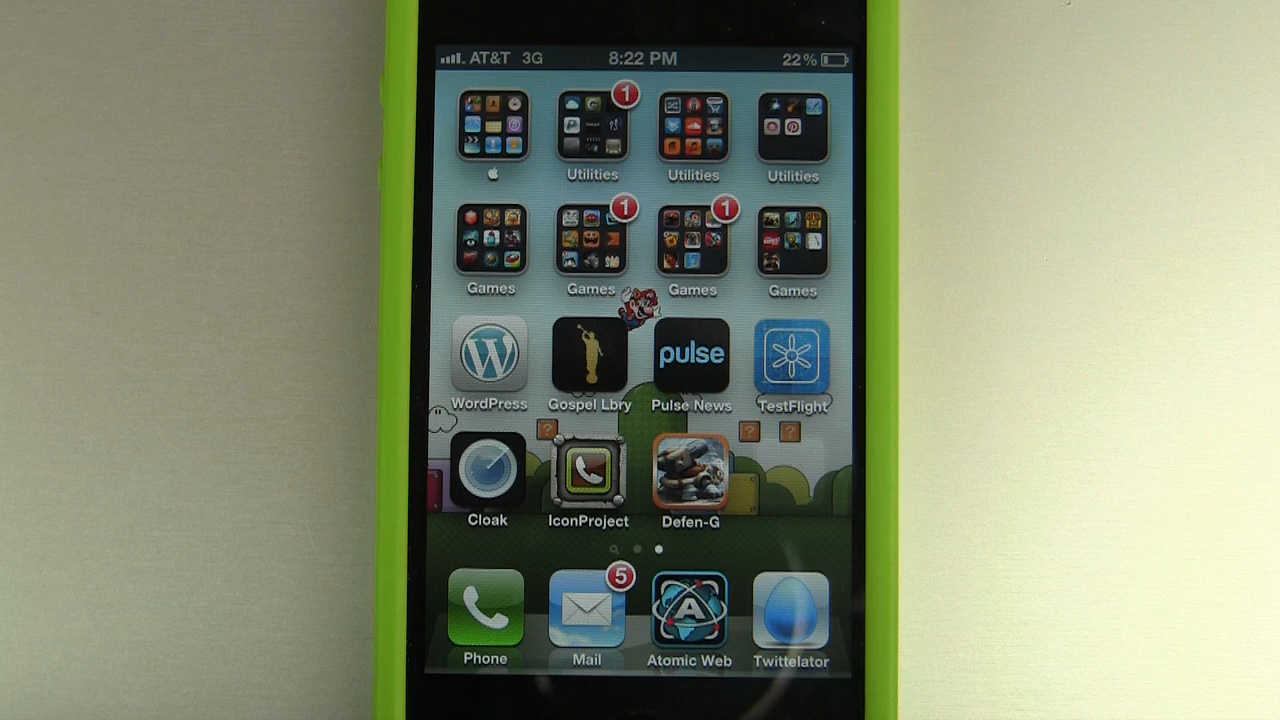 AT&T 3G 8:22 PM 22%
1
Utilities Utilities Utilities
1 1
Games Games Games Games
W pulse
WordPress Gospel Lbry Pulse News TestFlight
? ? ?
Cloak IconProject Defen-G
5
A
Phone Mail Atomic Web Twittelator